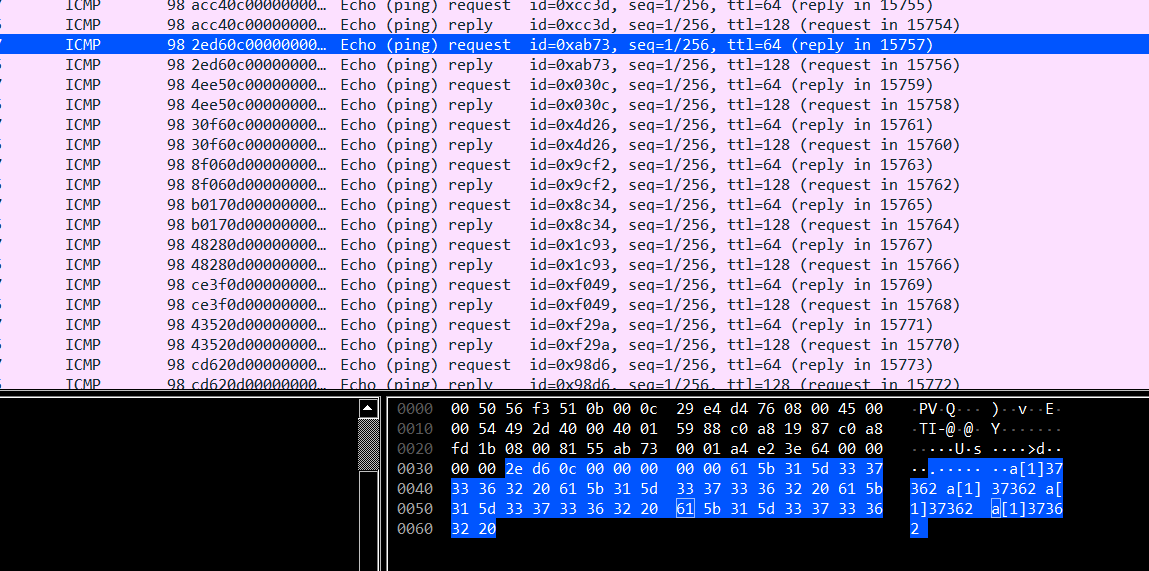 ICMP 98 acc40c00000000… Echo (ping) request id=0xcc3d, seq=1/256, ttl=64 (reply in 15755)
ICMP 98 acc40c00000000… Echo (ping) reply id=0xcc3d, seq=1/256, ttl=128 (request in 15754)
ICMP 98 2ed60c00000000… Echo (ping) request id=0xab73, seq=1/256, ttl=64 (reply in 15757)
ICMP 98 2ed60c00000000… Echo (ping) reply id=0xab73, seq=1/256, ttl=128 (request in 15756)
ICMP 98 4ee50c00000000… Echo (ping) request id=0x030c, seq=1/256, ttl=64 (reply in 15759)
ICMP 98 4ee50c00000000… Echo (ping) reply id=0x030c, seq=1/256, ttl=128 (request in 15758)
ICMP 98 30f60c00000000… Echo (ping) request id=0x4d26, seq=1/256, ttl=64 (reply in 15761)
ICMP 98 30f60c00000000… Echo (ping) reply id=0x4d26, seq=1/256, ttl=128 (request in 15760)
ICMP 98 8f060d00000000… Echo (ping) request id=0x9cf2, seq=1/256, ttl=64 (reply in 15763)
ICMP 98 8f060d00000000… Echo (ping) reply id=0x9cf2, seq=1/256, ttl=128 (request in 15762)
ICMP 98 b0170d00000000… Echo (ping) request id=0x8c34, seq=1/256, ttl=64 (reply in 15765)
ICMP 98 b0170d00000000… Echo (ping) reply id=0x8c34, seq=1/256, ttl=128 (request in 15764)
ICMP 98 48280d00000000… Echo (ping) request id=0x1c93, seq=1/256, ttl=64 (reply in 15767)
ICMP 98 48280d00000000… Echo (ping) reply id=0x1c93, seq=1/256, ttl=128 (request in 15766)
ICMP 98 ce3f0d00000000… Echo (ping) request id=0xf049, seq=1/256, ttl=64 (reply in 15769)
ICMP 98 ce3f0d00000000… Echo (ping) reply id=0xf049, seq=1/256, ttl=128 (request in 15768)
ICMP 98 43520d00000000… Echo (ping) request id=0xf29a, seq=1/256, ttl=64 (reply in 15771)
ICMP 98 43520d00000000… Echo (ping) reply id=0xf29a, seq=1/256, ttl=128 (request in 15770)
ICMP 98 cd620d00000000… Echo (ping) request id=0x98d6, seq=1/256, ttl=64 (reply in 15773)
ICMP 98 cd620d00000000… Echo (ping) reply id=0x98d6, seq=1/256, ttl=128 (request in 15772)
0000 00 50 56 f3 51 0b 00 0c 29 e4 d4 76 08 00 45 00 ·PV·Q··· )··v··E·
0010 00 54 49 2d 40 00 40 01 59 88 c0 a8 19 87 c0 a8 ·TI-@·@· Y·······
0020 fd 1b 08 00 81 55 ab 73 00 01 a4 e2 3e 64 00 00 ·····U·s ····>d··
0030 00 00 2e d6 0c 00 00 00 00 00 61 5b 31 5d 33 37 ··.····· ··a[1]37
0040 33 36 32 20 61 5b 31 5d 33 37 33 36 32 20 61 5b 362 a[1] 37362 a[
0050 31 5d 33 37 33 36 32 20 61 5b 31 5d 33 37 33 36 1]37362 a[1]3736
0060 32 20 2